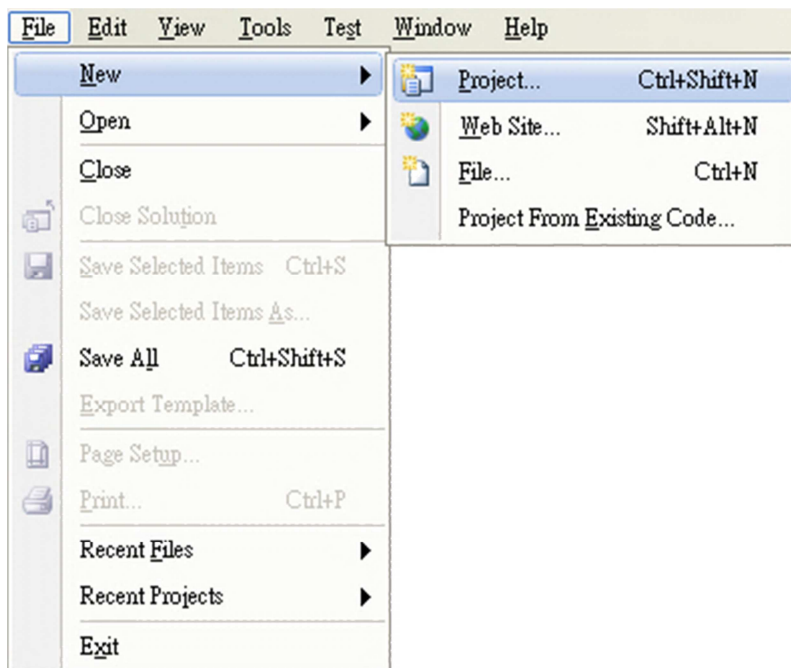 File Edit View Tools Test Window Help
New
Project... Ctrl+Shift+N
Open
Web Site... Shift+Alt+N
Close
File... Ctrl+N
Close Solution
Project From Existing Code...
Save Selected Items Ctrl+S
Save Selected Items As...
Save All Ctrl+Shift+S
Export Template...
Page Setup...
Print... Ctrl+P
Recent Files
Recent Projects
Exit